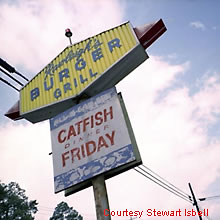 BURGER
GRILL
CATFISH
DINNER
FRIDAY
Courtesy Stewart Isbell